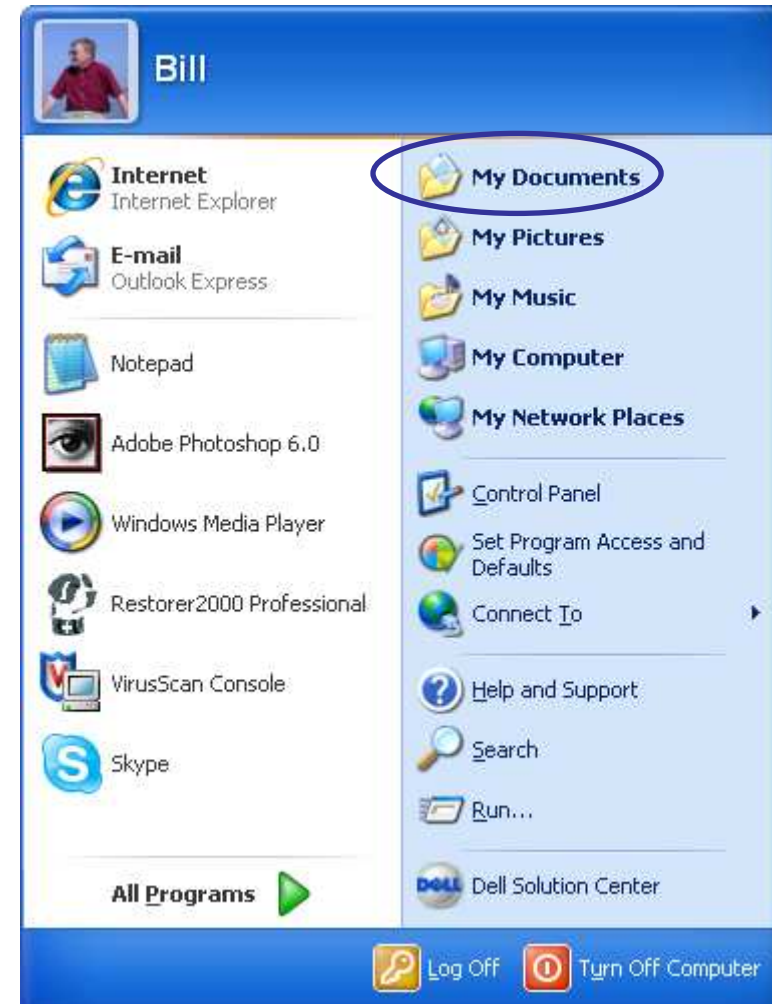 Bill
Internet
Internet Explorer
E-mail
Outlook Express
Notepad
Adobe Photoshop 6.0
Windows Media Player
Restorer2000 Professional
VirusScan Console
Skype
All Programs
My Documents
My Pictures
My Music
My Computer
My Network Places
Control Panel
Set Program Access and
Defaults
Connect To
Help and Support
Search
Run...
DELL Dell Solution Center
Log Off
Turn Off Computer